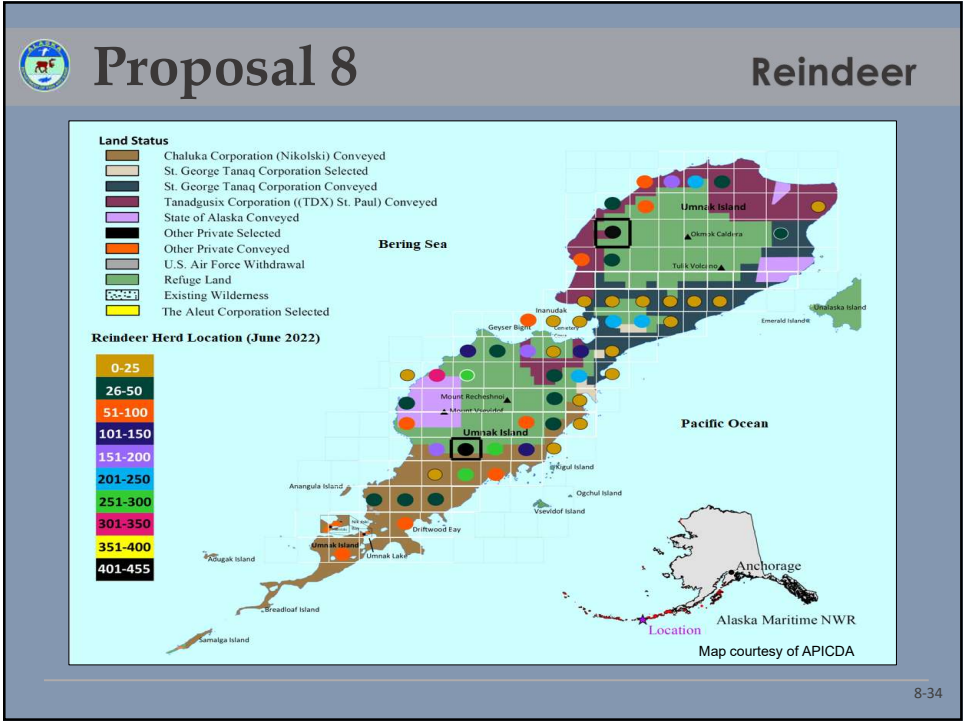 Proposal 8
Reindeer
Land Status
Chaluka Corporation (Nikolski) Conveyed
St. George Tanaq Corporation Selected
St. George Tanaq Corporation Conveyed
Tanadgusix Corporation ((TDX) St. Paul) Conveyed
State of Alaska Conveyed
Other Private Selected
Other Private Conveyed
U.S. Air Force Withdrawal
Refuge Land
Existing Wilderness
The Aleut Corporation Selected
Reindeer Herd Location (June 2022)
0-25
26-50
51-100
101-150
151-200
201-250
251-300
301-350
351-400
401-455
Bering Sea
Umnak Island
Okmok Caldera
Tulik Volcano
Unalaska Island
Emerald Island
Inanudak
Geyser Bight
Mount Recheshnoi
Mount Vsevidof
Umnak Island
Pacific Ocean
Kigul Island
Ogchul Island
Vsevidof Island
Anangula Island
Driftwood Bay
Umnak Island
Umnak Lake
Adugak Island
Breadloaf Island
Samalga Island
Anchorage
Alaska Maritime NWR
Location
Map courtesy of APICDA
8-34